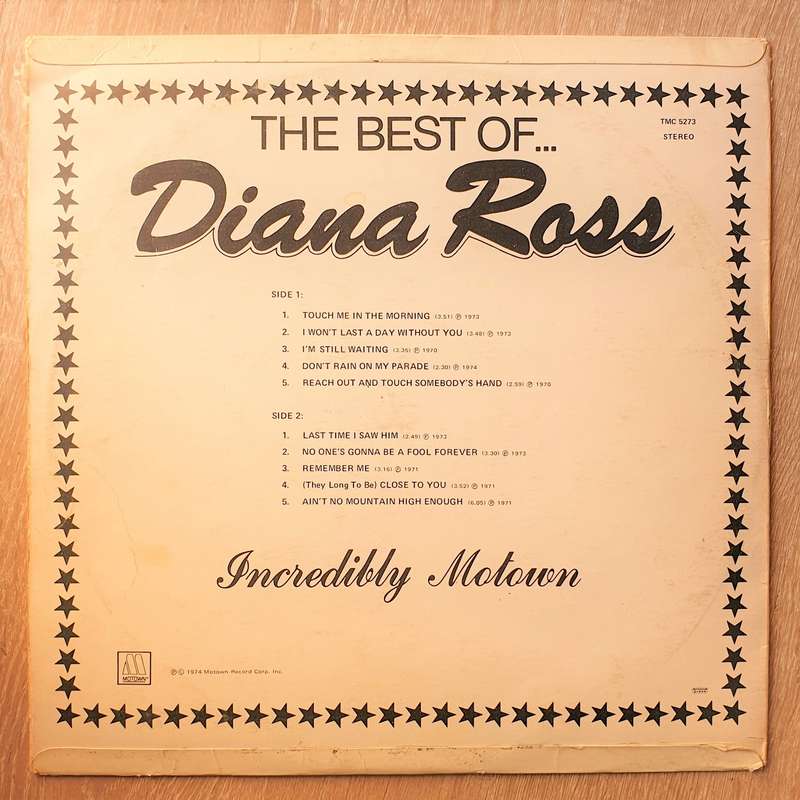 THE BEST OF...
TMC 5273
STEREO
Diana Ross
SIDE 1:
1. TOUCH ME IN THE MORNING (3.51) ℗ 1973
2. I WON'T LAST A DAY WITHOUT YOU (3.48) ℗ 1973
3. I'M STILL WAITING (3.35) ℗ 1970
4. DON'T RAIN ON MY PARADE (2.30) ℗ 1974
5. REACH OUT AND TOUCH SOMEBODY'S HAND (2.59) ℗ 1970
SIDE 2:
1. LAST TIME I SAW HIM (2.49) ℗ 1973
2. NO ONE'S GONNA BE A FOOL FOREVER (3.30) ℗ 1973
3. REMEMBER ME (3.16) ℗ 1971
4. (They Long To Be) CLOSE TO YOU (3.52) ℗ 1971
5. AIN'T NO MOUNTAIN HIGH ENOUGH (6.05) ℗ 1971
Incredibly Motown
MOTOWN
℗ © 1974 Motown Record Corp. Inc.